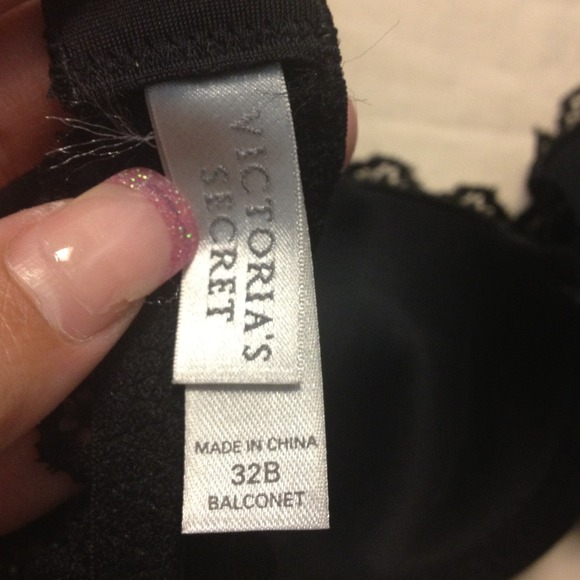 VICTORIA'S
SECRET
MADE IN CHINA
32B
BALCONET